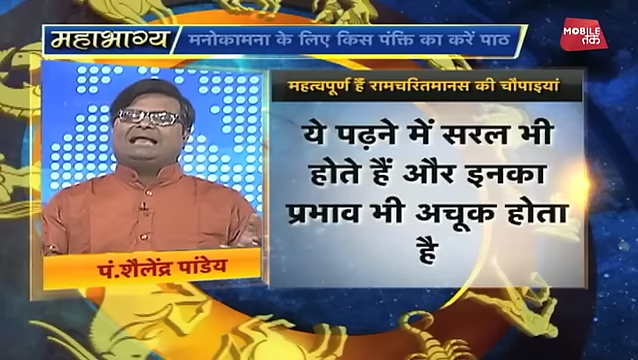 महाभाग्य
मनोकामना के लिए किस पंक्ति का करें पाठ
MOBILE
तक
महत्वपूर्ण हैं रामचरितमानस की चौपाइयां
ये पढ़ने में सरल भी
होते हैं और इनका
प्रभाव भी अचूक होता
है
पं.शैलेंद्र पांडेय